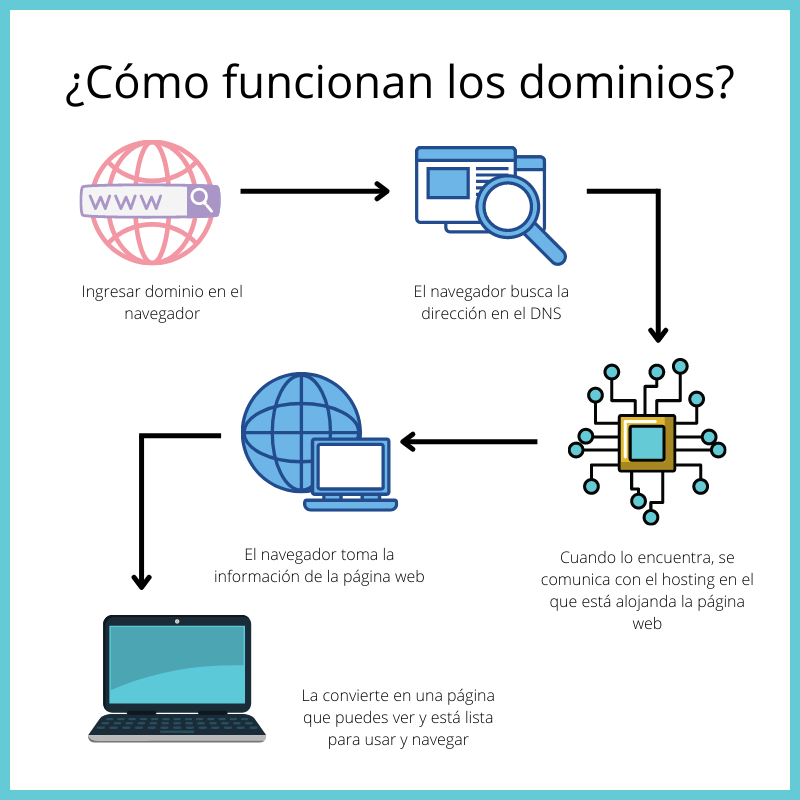 ¿Cómo funcionan los dominios?
WWW
Ingresar dominio en el
navegador
El navegador busca la
dirección en el DNS
Cuando lo encuentra, se
comunica con el hosting en el
que está alojanda la página
web
El navegador toma la
información de la página web
La convierte en una página
que puedes ver y está lista
para usar y navegar